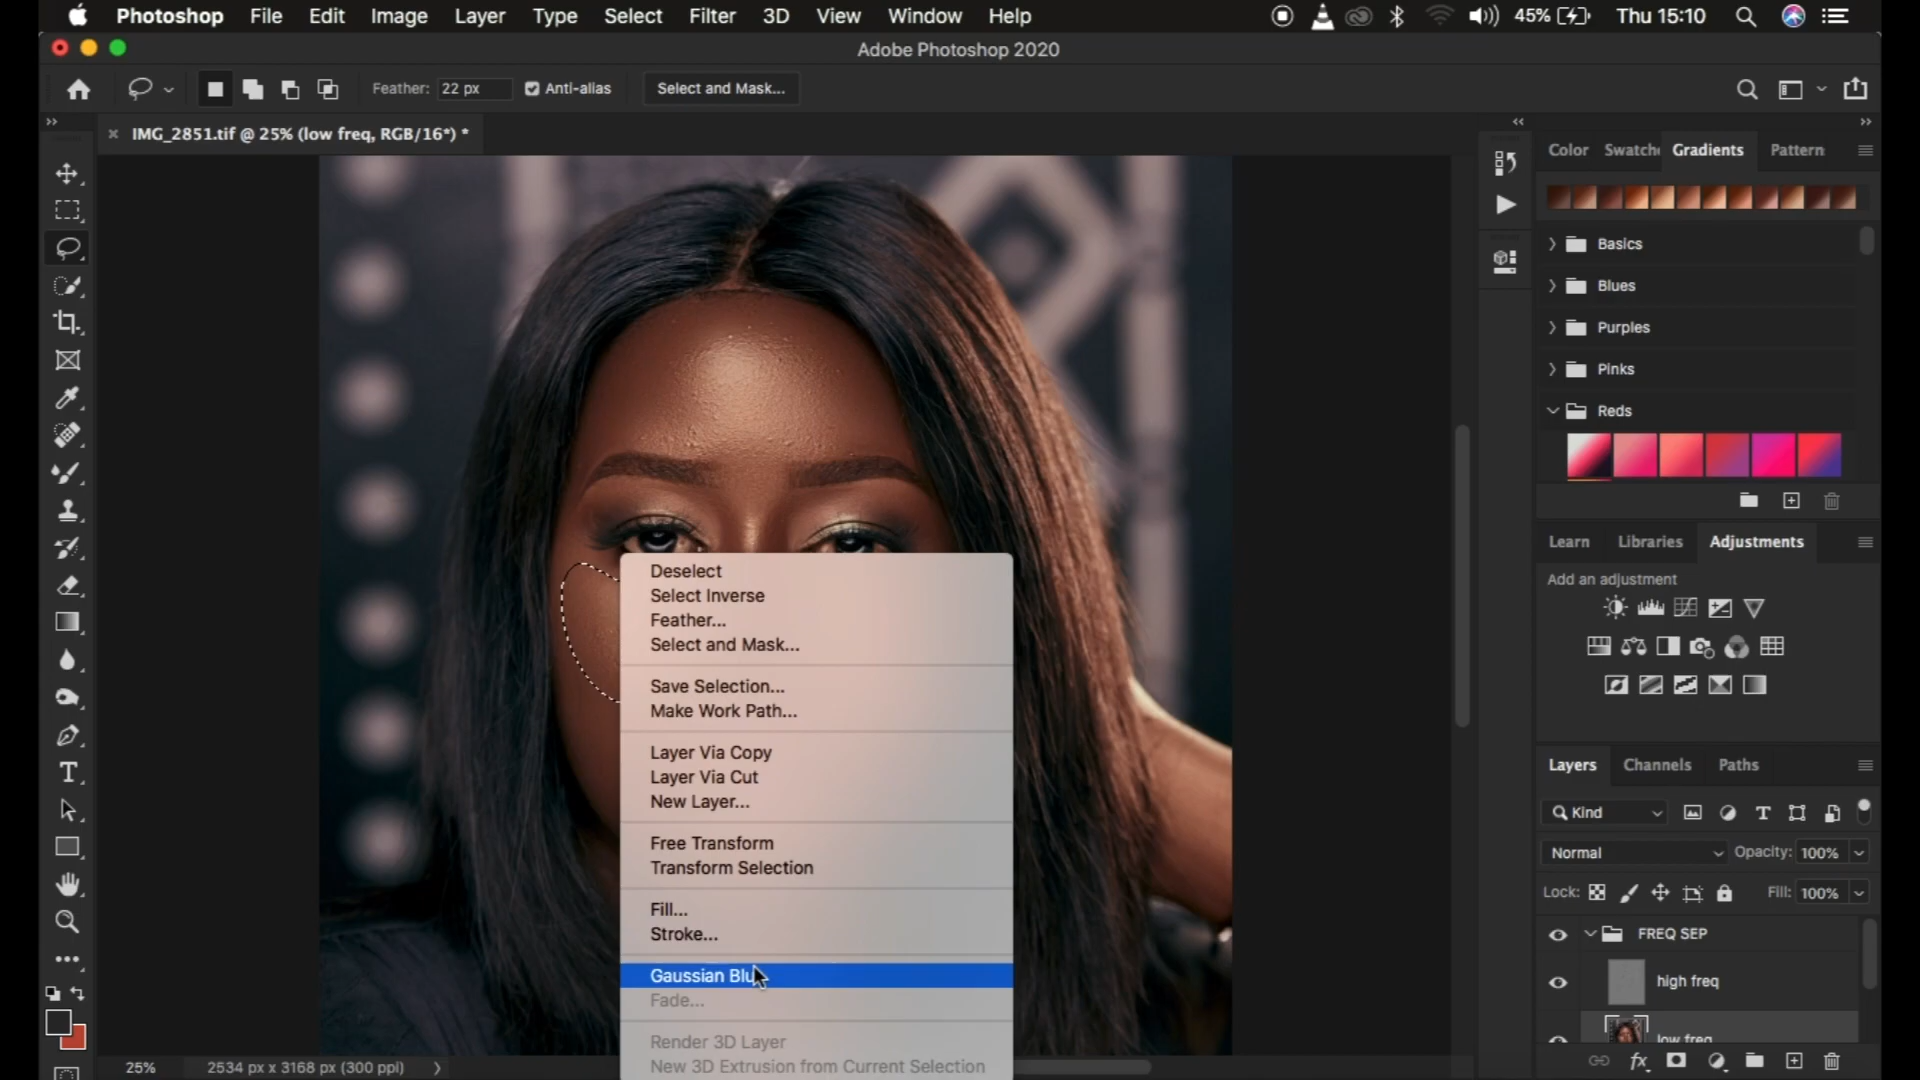 Photoshop File Edit Image Layer Type Select Filter 3D View Window Help 45% Thu 15:10
Adobe Photoshop 2020
Feather: 22 px Anti-alias Select and Mask...
IMG_2851.tif @ 25% (low freq, RGB/16*) *
Color Swatche Gradients Pattern
Basics
Blues
Purples
Pinks
Reds
Learn Libraries Adjustments
Add an adjustment
Deselect
Select Inverse
Feather...
Select and Mask...
Save Selection...
Make Work Path...
Layer Via Copy
Layer Via Cut
New Layer...
Free Transform
Transform Selection
Fill...
Stroke...
Gaussian Blu
Fade...
Render 3D Layer
New 3D Extrusion from Current Selection
Layers Channels Paths
Kind
Normal Opacity: 100%
Lock: Fill: 100%
FREQ SEP
high freq
low freq
25% 2534 px x 3168 px (300 ppi)